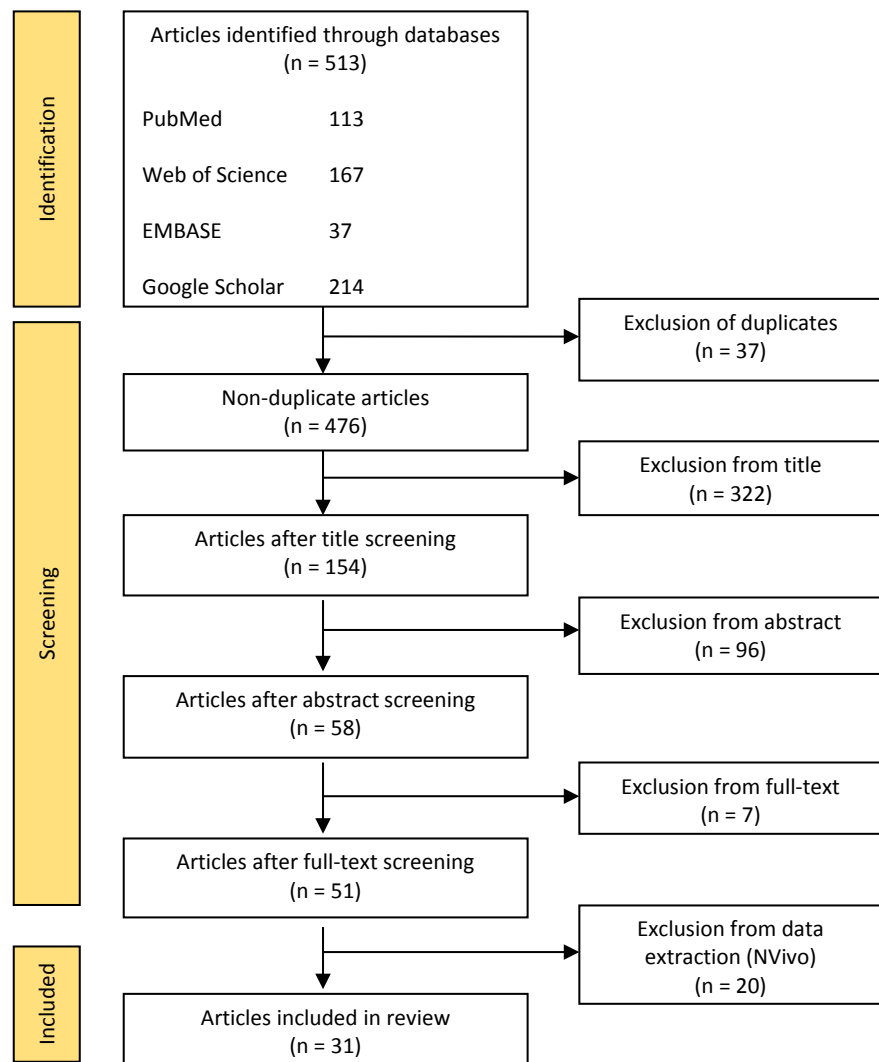 Identification
Articles identified through databases
(n = 513)
PubMed 113
Web of Science 167
EMBASE 37
Google Scholar 214
Screening
Exclusion of duplicates
(n = 37)
Non-duplicate articles
(n = 476)
Exclusion from title
(n = 322)
Articles after title screening
(n = 154)
Exclusion from abstract
(n = 96)
Articles after abstract screening
(n = 58)
Exclusion from full-text
(n = 7)
Articles after full-text screening
(n = 51)
Included
Exclusion from data
extraction (NVivo)
(n = 20)
Articles included in review
(n = 31)